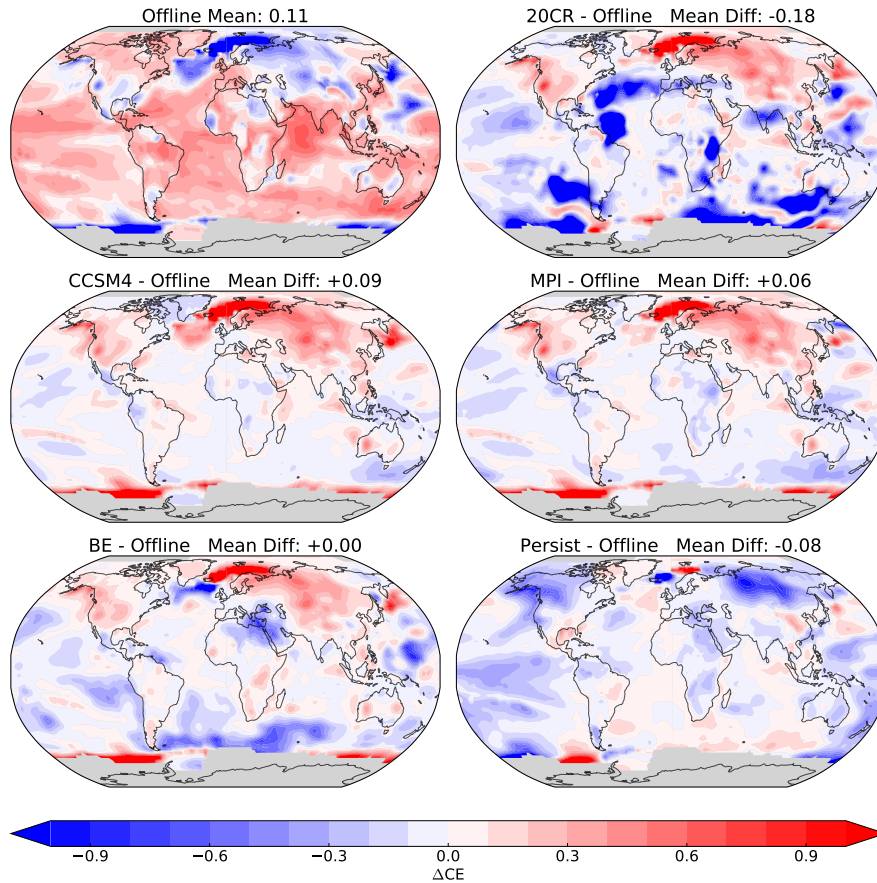 Offline Mean: 0.11
20CR - Offline Mean Diff: -0.18
CCSM4 - Offline Mean Diff: +0.09
MPI - Offline Mean Diff: +0.06
BE - Offline Mean Diff: +0.00
Persist - Offline Mean Diff: -0.08
−0.9 −0.6 −0.3 0.0 0.3 0.6 0.9
ΔCE